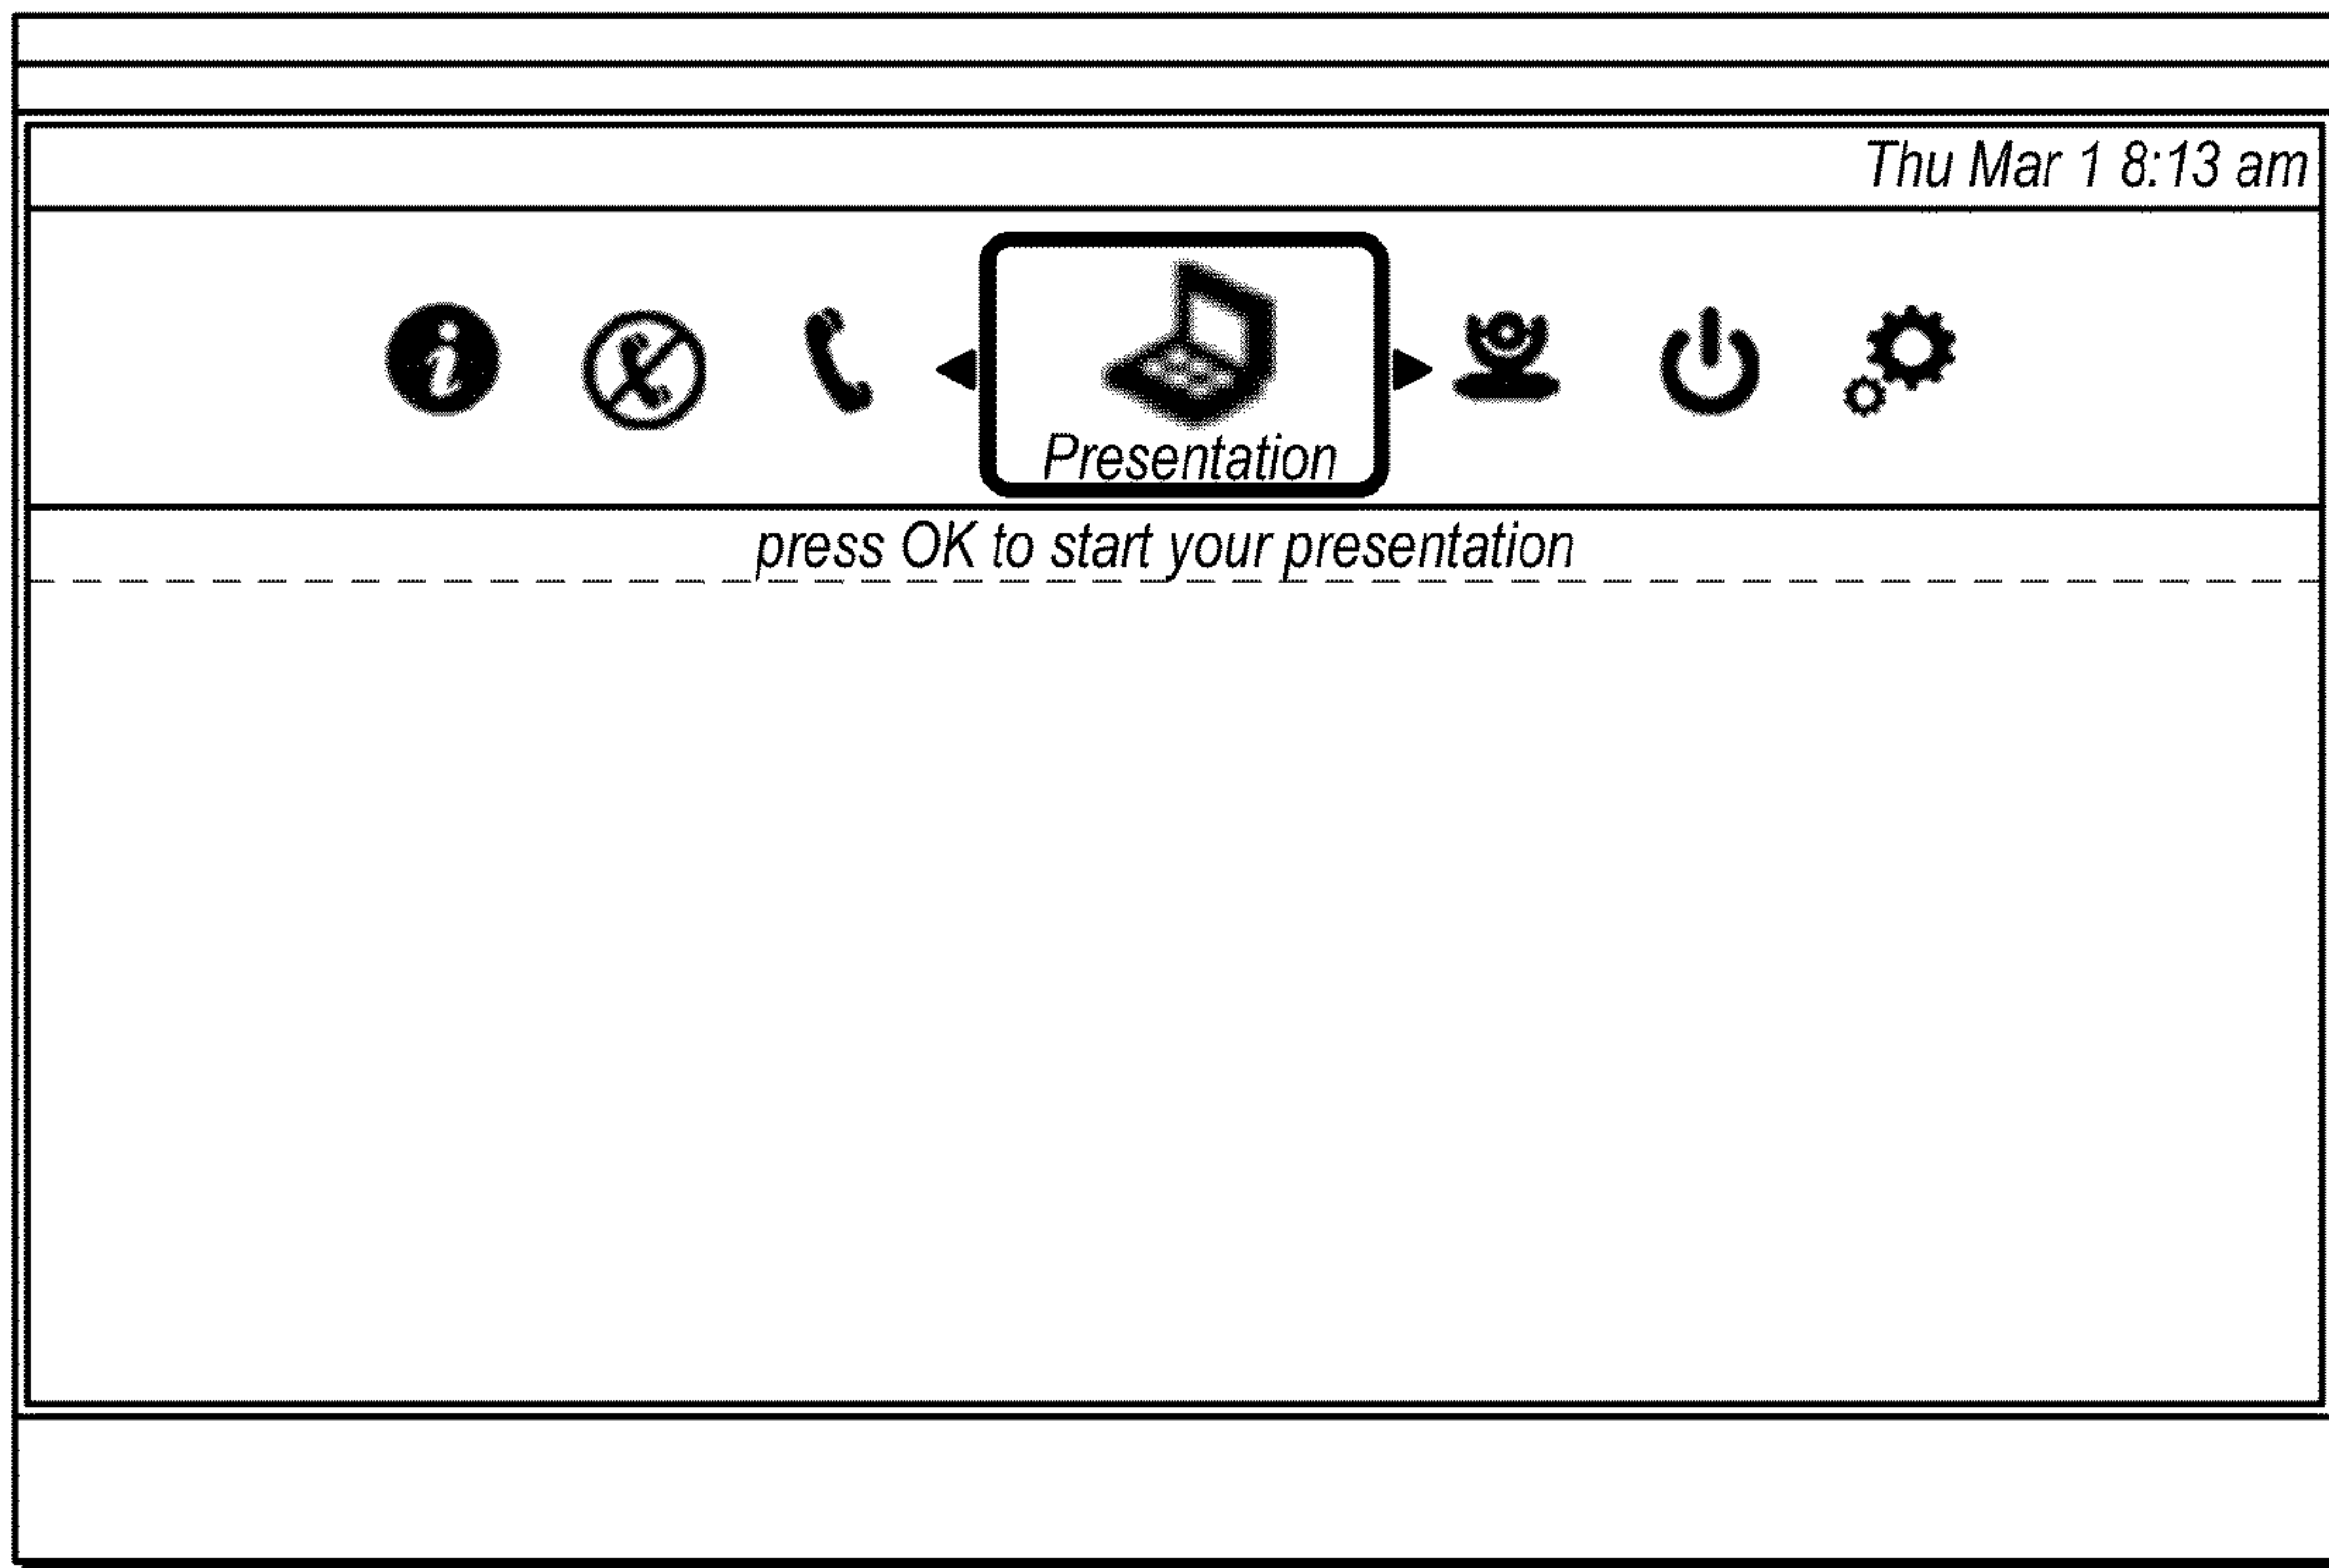 Thu Mar 1 8:13 am
Presentation
press OK to start your presentation